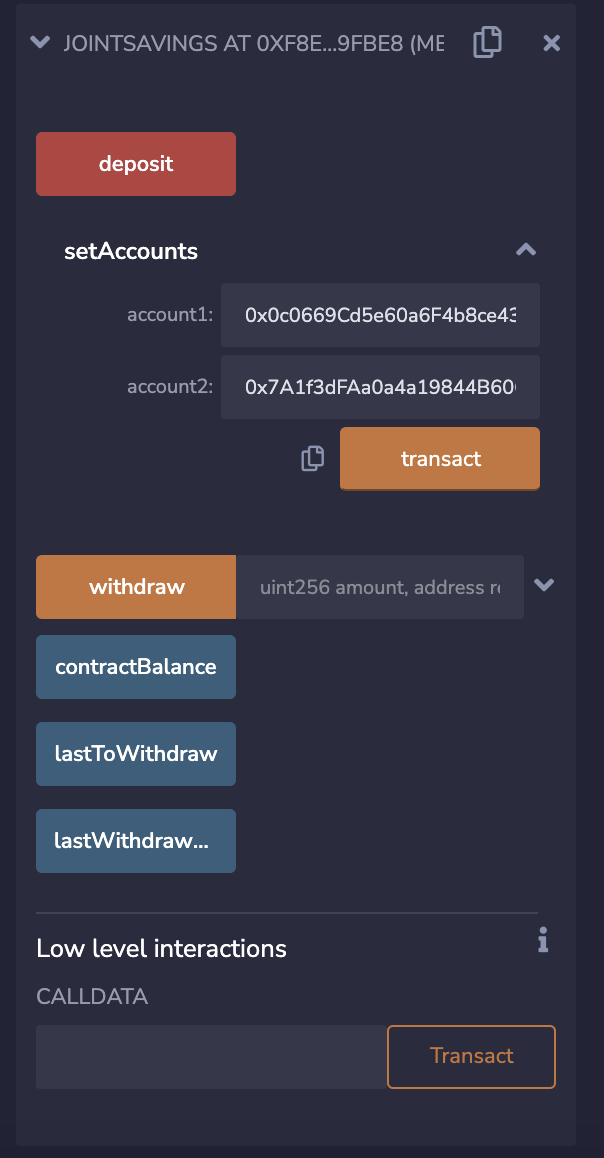 JOINTSAVINGS AT 0XF8E...9FBE8 (ME
deposit
setAccounts
account1: 0x0c0669Cd5e60a6F4b8ce43
account2: 0x7A1f3dFAa0a4a19844B60
transact
withdraw uint256 amount, address re
contractBalance
lastToWithdraw
lastWithdraw...
Low level interactions
CALLDATA
Transact